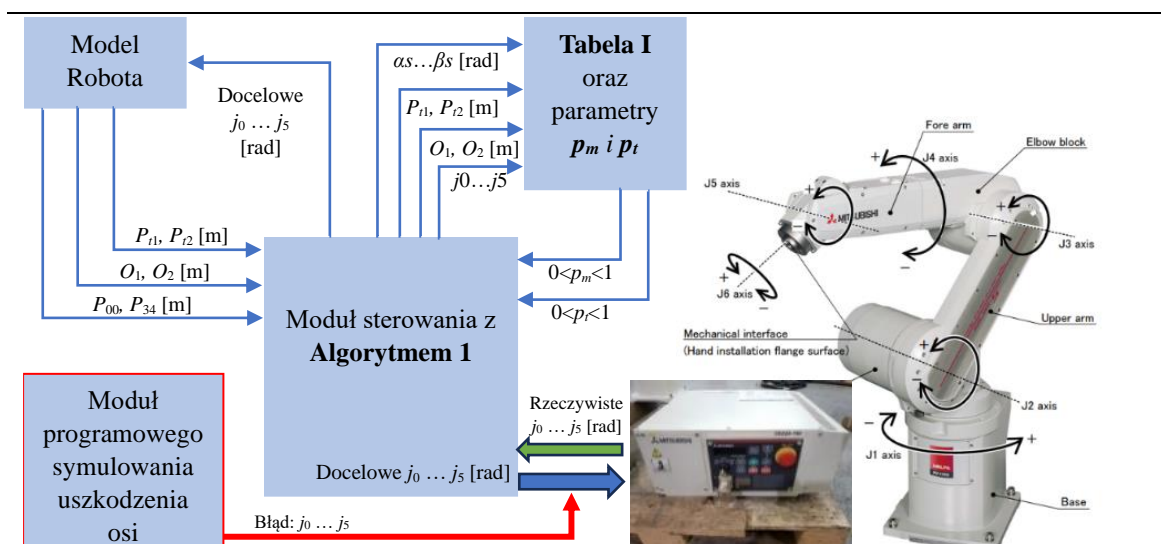 Model
Robota
Docelowe
j0 … j5
[rad]
αs…βs [rad]
Pt1, Pt2 [m]
O1, O2 [m]
j0…j5
Tabela I
oraz
parametry
pm i pt
Pt1, Pt2 [m]
O1, O2 [m]
P00, P34 [m]
0<pm<1
0<pt<1
Moduł sterowania z
Algorytmem 1
Moduł
programowego
symulowania
uszkodzenia
osi
Błąd: j0 … j5
Docelowe j0 … j5 [rad]
Rzeczywiste
j0 … j5 [rad]
MITSUBISHI
Fore arm
Elbow block
J4 axis
J5 axis
MITSUBISHI
J3 axis
J6 axis
Upper arm
Mechanical interface
(Hand installation flange surface)
J2 axis
J1 axis
Base
+
-
+
-
+
-
+
-
+
-
-
+